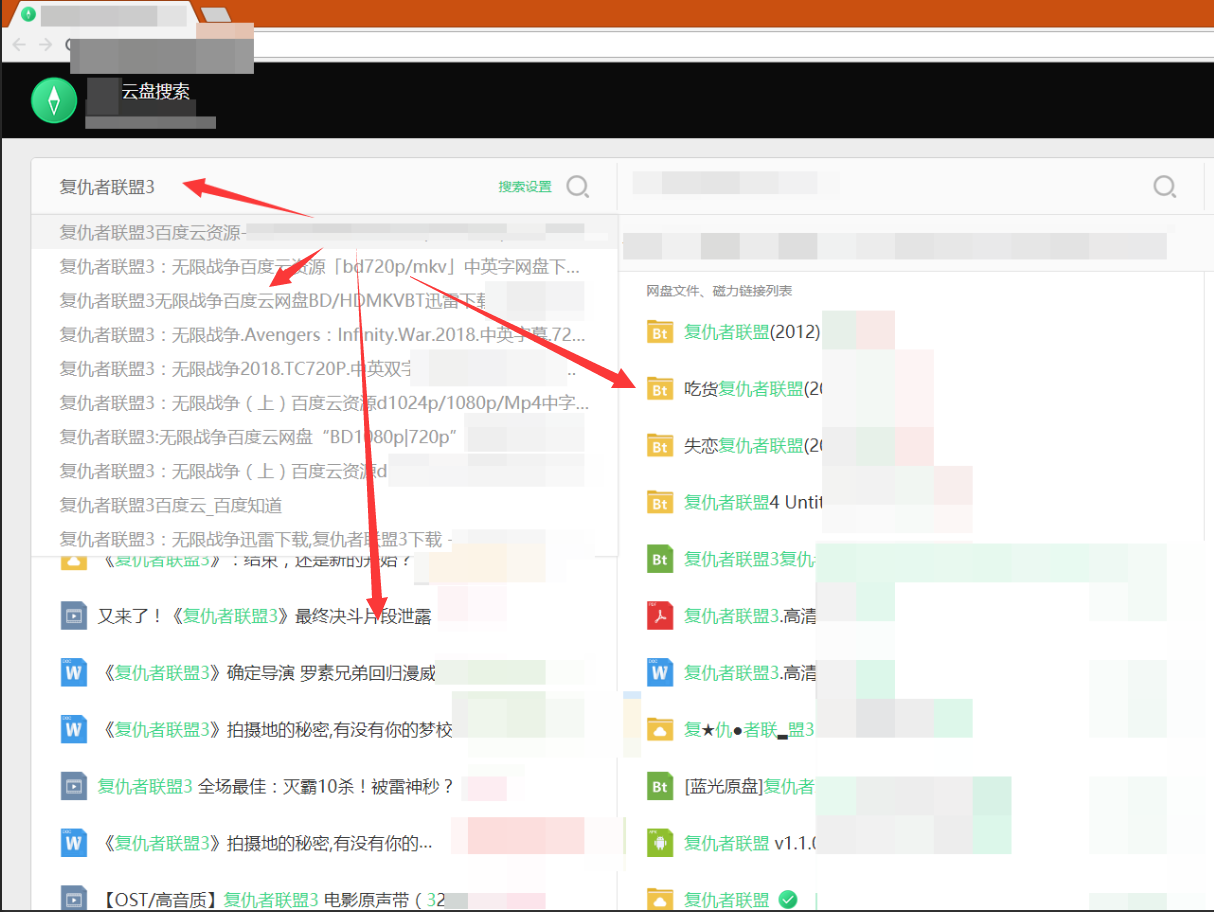 云盘搜索
复仇者联盟3
搜索设置
复仇者联盟3百度云资源-
复仇者联盟3：无限战争百度云资源「bd720p/mkv」中英字网盘下...
复仇者联盟3无限战争百度云网盘BD/HDMKVBT迅雷下载
复仇者联盟3：无限战争.Avengers：Infinity.War.2018.中英字幕.72...
复仇者联盟3：无限战争2018.TC720P.中英双字
复仇者联盟3：无限战争（上）百度云资源d1024p/1080p/Mp4中字...
复仇者联盟3:无限战争百度云网盘“BD1080p|720p”
复仇者联盟3：无限战争（上）百度云资源d
复仇者联盟3百度云_百度知道
复仇者联盟3：无限战争迅雷下载,复仇者联盟3下载 -
《复仇者联盟3》：结束，还是新的开始？
又来了！《复仇者联盟3》最终决斗片段泄露
《复仇者联盟3》确定导演 罗素兄弟回归漫威
《复仇者联盟3》拍摄地的秘密,有没有你的梦校
复仇者联盟3 全场最佳：灭霸10杀！被雷神秒？
《复仇者联盟3》拍摄地的秘密,有没有你的...
【OST/高音质】复仇者联盟3 电影原声带（32
网盘文件、磁力链接列表
Bt 复仇者联盟(2012)
Bt 吃货复仇者联盟(20
Bt 失恋复仇者联盟(20
Bt 复仇者联盟4 Untit
Bt 复仇者联盟3复仇
复仇者联盟3.高清
W 复仇者联盟3.高清
复★仇●者联▂盟3
Bt [蓝光原盘]复仇者
复仇者联盟 v1.1.0
复仇者联盟